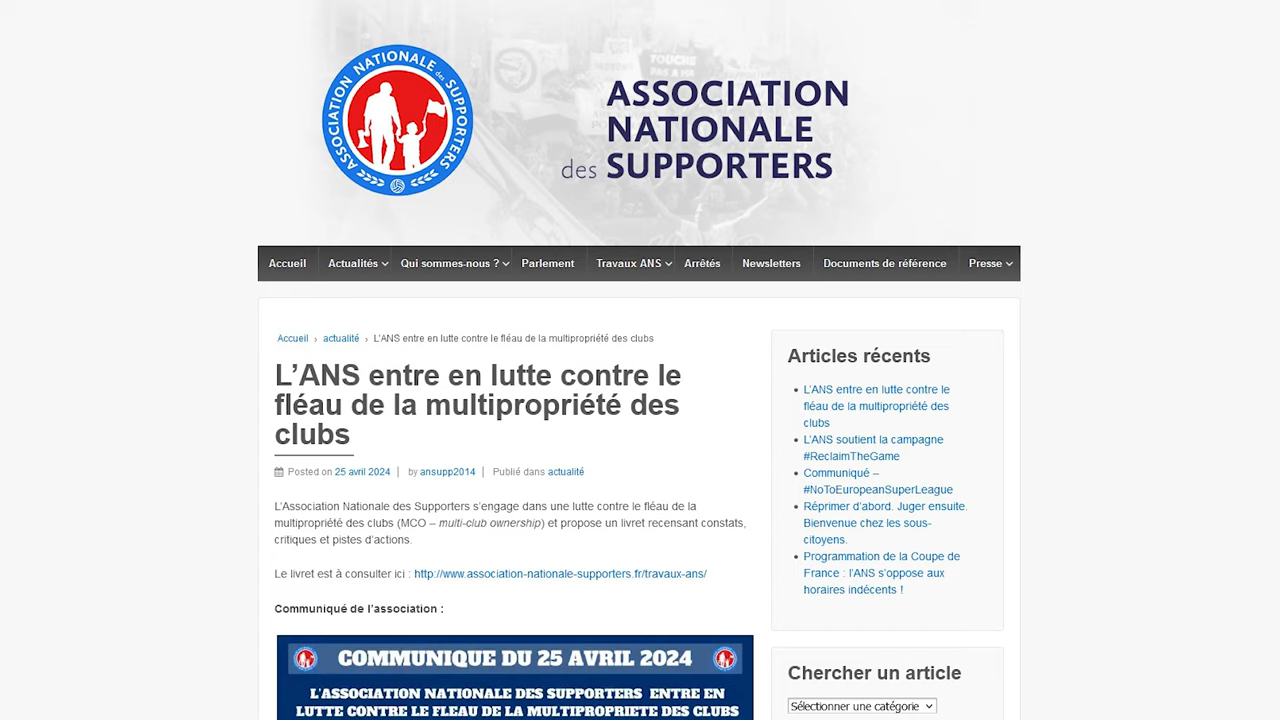 ASSOCIATION NATIONALE des SUPPORTERS
ASSOCIATION
NATIONALE
des SUPPORTERS
Accueil
Actualités
Qui sommes-nous ?
Parlement
Travaux ANS
Arrêtés
Newsletters
Documents de référence
Presse
Accueil › actualité › L'ANS entre en lutte contre le fléau de la multipropriété des clubs
L'ANS entre en lutte contre le
fléau de la multipropriété des
clubs
Posted on 25 avril 2024 | by ansupp2014 | Publié dans actualité
L'Association Nationale des Supporters s'engage dans une lutte contre le fléau de la
multipropriété des clubs (MCO – multi-club ownership) et propose un livret recensant constats,
critiques et pistes d'actions.
Le livret est à consulter ici : http://www.association-nationale-supporters.fr/travaux-ans/
Communiqué de l'association :
COMMUNIQUE DU 25 AVRIL 2024
L'ASSOCIATION NATIONALE DES SUPPORTERS ENTRE EN
LUTTE CONTRE LE FLEAU DE LA MULTIPROPRIETE DES CLUBS
Articles récents
L'ANS entre en lutte contre le
fléau de la multipropriété des
clubs
L'ANS soutient la campagne
#ReclaimTheGame
Communiqué –
#NoToEuropeanSuperLeague
Réprimer d'abord. Juger ensuite.
Bienvenue chez les sous-
citoyens.
Programmation de la Coupe de
France : l'ANS s'oppose aux
horaires indécents !
Chercher un article
Sélectionner une catégorie